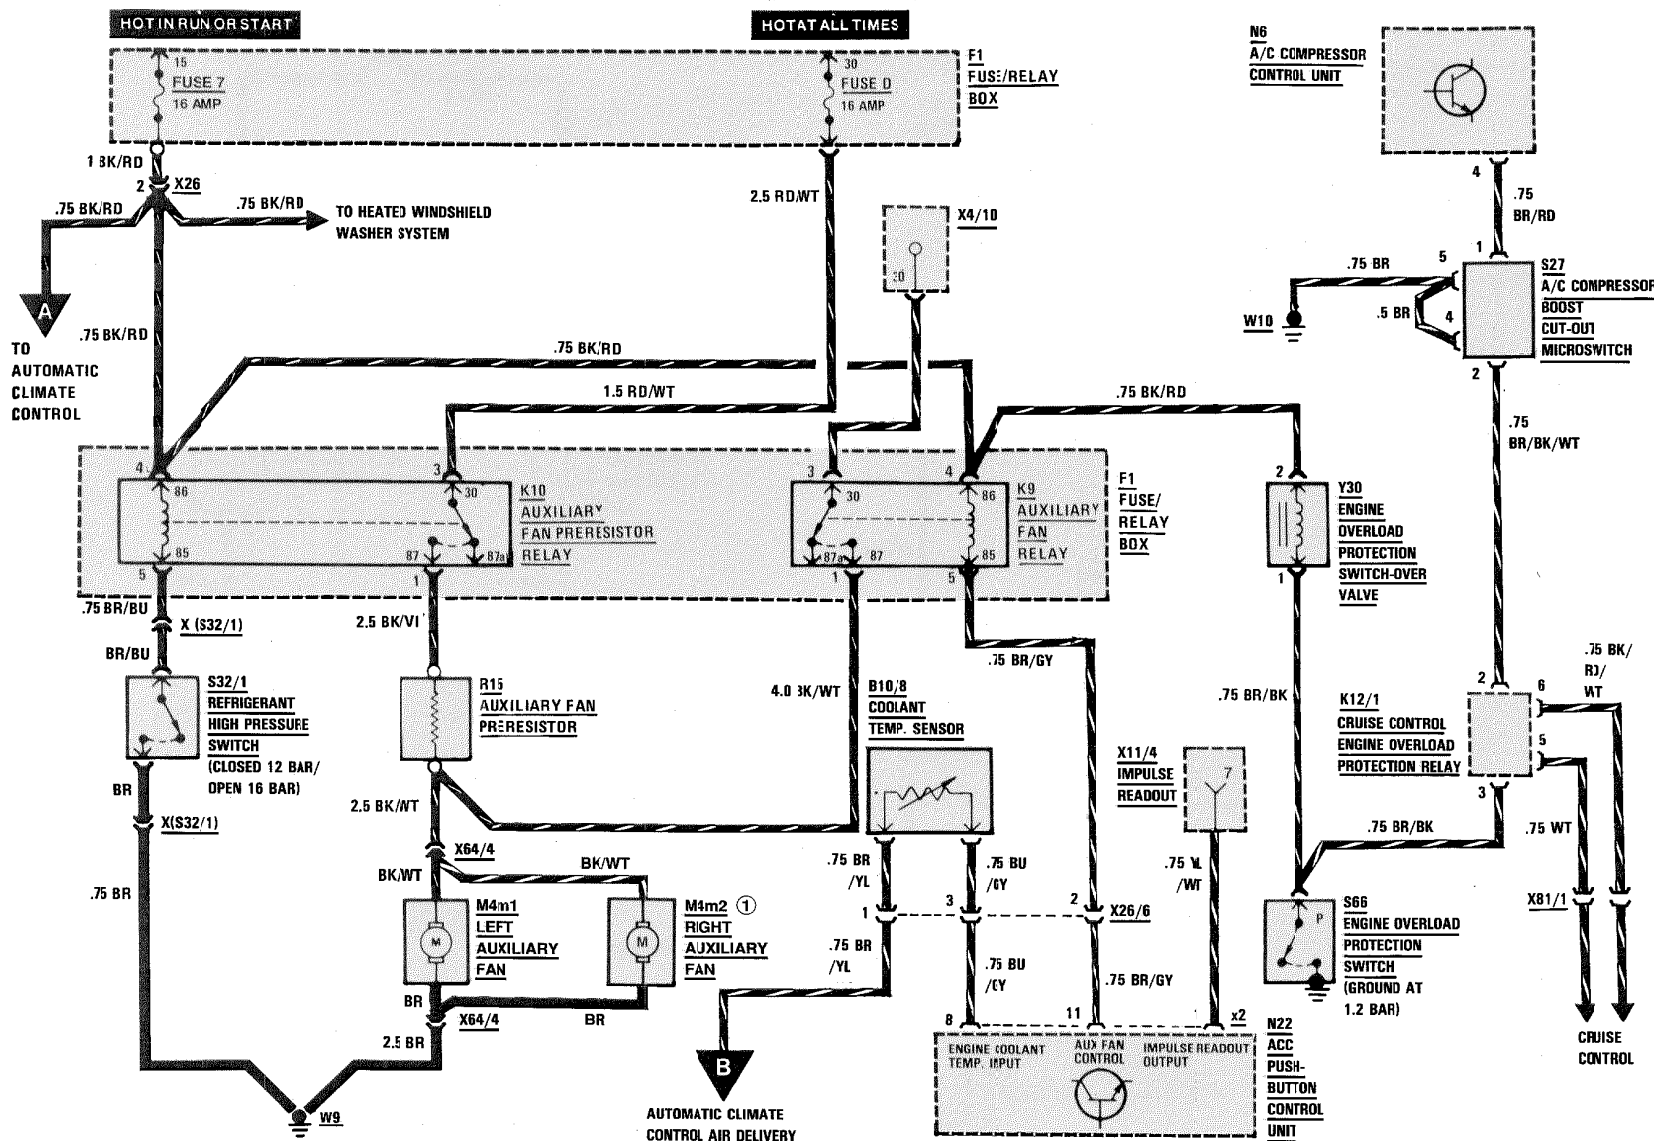 HOT IN RUN OR START
HOT AT ALL TIMES
15
FUSE 7
16 AMP
30
FUSE D
16 AMP
F1
FUSE/RELAY
BOX
N6
A/C COMPRESSOR
CONTROL UNIT
1 BK/RD
2
X26
.75 BK/RD
.75 BK/RD
TO HEATED WINDSHIELD
WASHER SYSTEM
2.5 RD/WT
X4/10
30
4
.75
BR/RD
1
5
.75 BR
.5 BR
4
W10
S27
A/C COMPRESSOR
BOOST
CUT-OUT
MICROSWITCH
2
A
TO
AUTOMATIC
CLIMATE
CONTROL
.75 BK/RD
.75 BK/RD
1.5 RD/WT
.75 BK/RD
.75
BR/BK/WT
4
3
3
4
2
86
30
K10
AUXILIARY
FAN PRERESISTOR
RELAY
85
87
87a
30
86
K9
AUXILIARY
FAN
RELAY
87a
87
85
F1
FUSE/
RELAY
BOX
Y30
ENGINE
OVERLOAD
PROTECTION
SWITCH-OVER
VALVE
5
1
1
5
1
.75 BR/BU
X (S32/1)
BR/BU
2.5 BK/VI
.75 BR/GY
S32/1
REFRIGERANT
HIGH PRESSURE
SWITCH
(CLOSED 12 BAR/
OPEN 16 BAR)
R15
AUXILIARY FAN
PRERESISTOR
4.0 BK/WT
B10/8
COOLANT
TEMP. SENSOR
.75 BR/BK
2
6
.75 BK/
RD/
WT
K12/1
CRUISE CONTROL
ENGINE OVERLOAD
PROTECTION RELAY
5
3
X11/4
IMPULSE
READOUT
7
BR
X(S32/1)
2.5 BK/WT
X64/4
BK/WT
BK/WT
.75 BR
/YL
.75 BU
/GY
.75 YL
/WT
.75 BR/BK
.75 WT
.75 BR
M4m1
LEFT
AUXILIARY
FAN
M
M4m2 1
RIGHT
AUXILIARY
FAN
M
1
3
2
X26/6
X81/1
S66
ENGINE OVERLOAD
PROTECTION
SWITCH
(GROUND AT
1.2 BAR)
P
.75 BR
/YL
.75 BU
/GY
.75 BR/GY
BR
BR
X64/4
2.5 BR
8
11
x2
ENGINE COOLANT
TEMP. INPUT
AUX FAN
CONTROL
IMPULSE READOUT
OUTPUT
N22
ACC
PUSH-
BUTTON
CONTROL
UNIT
CRUISE
CONTROL
W9
B
AUTOMATIC CLIMATE
CONTROL AIR DELIVERY